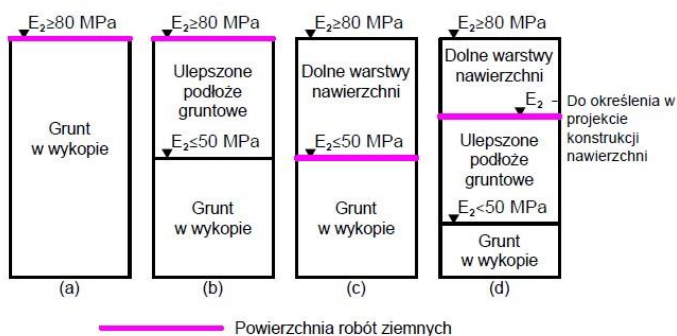 E₂≥80 MPa
Grunt
w wykopie
(a)
E₂≥80 MPa
Ulepszone
podłoże
gruntowe
E₂≤50 MPa
Grunt
w wykopie
(b)
E₂≥80 MPa
Dolne warstwy
nawierzchni
E₂≤50 MPa
Grunt
w wykopie
(c)
E₂≥80 MPa
Dolne warstwy
nawierzchni
E₂ - Do określenia w
projekcie
konstrukcji
nawierzchni
Ulepszone
podłoże
gruntowe
E₂<50 MPa
Grunt
w wykopie
(d)
Powierzchnia robót ziemnych